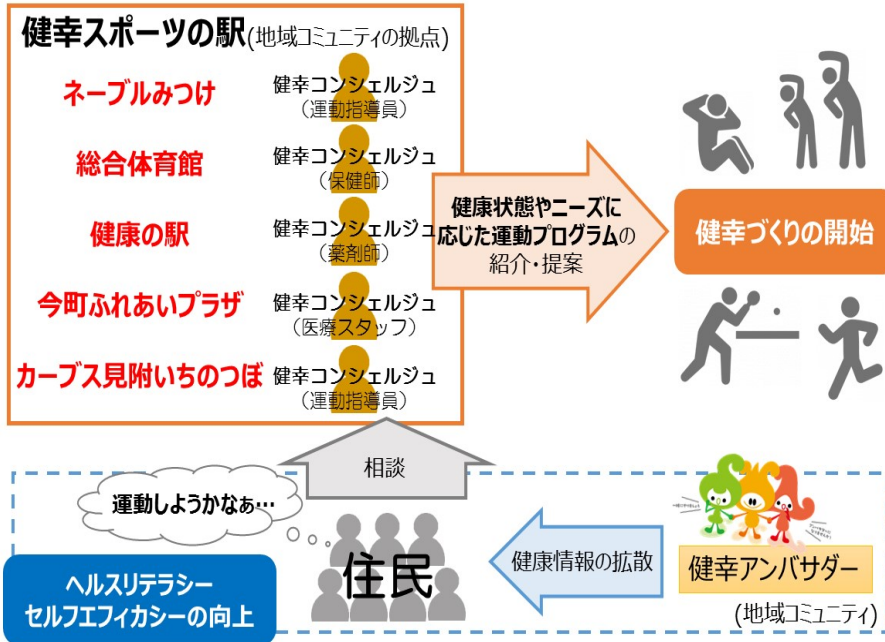 健幸スポーツの駅(地域コミュニティの拠点)
ネーブルみつけ
健幸コンシェルジュ
（運動指導員）
総合体育館
健幸コンシェルジュ
（保健師）
健康の駅
健幸コンシェルジュ
（薬剤師）
今町ふれあいプラザ
健幸コンシェルジュ
（医療スタッフ）
カーブス見附いちのつぼ
健幸コンシェルジュ
（運動指導員）
健康状態やニーズに
応じた運動プログラムの
紹介・提案
健幸づくりの開始
相談
運動しようかなぁ…
住民
ヘルスリテラシー
セルフエフィカシーの向上
健康情報の拡散
健幸アンバサダー
(地域コミュニティ)